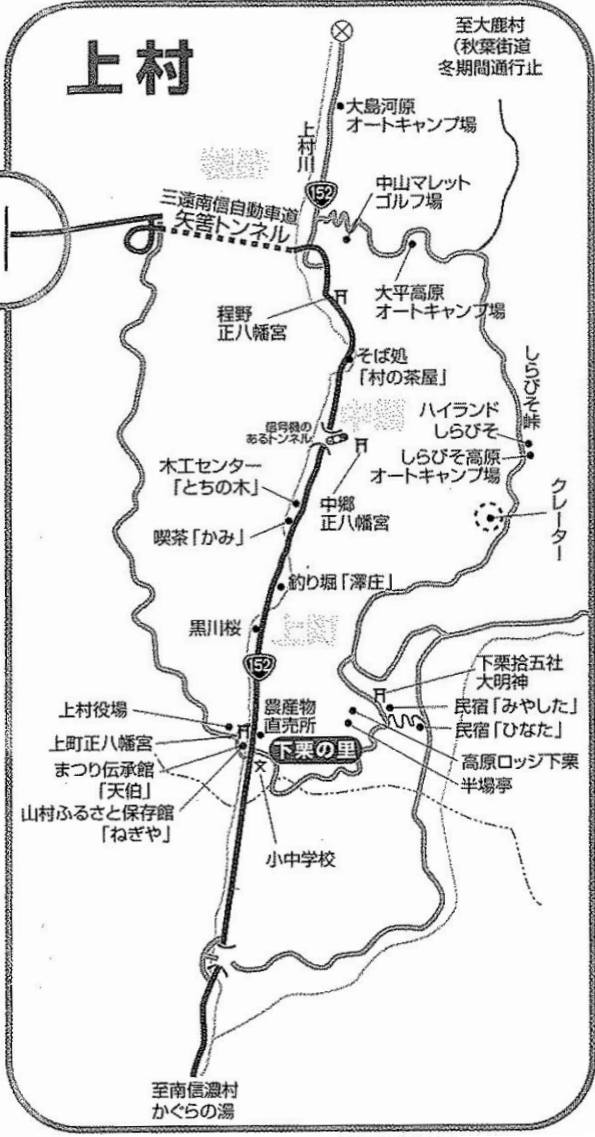 上村
至大鹿村
(秋葉街道
冬期間通行止
大島河原
オートキャンプ場
上村川
152
中山マレット
ゴルフ場
三遠南信自動車道
矢筈トンネル
大平高原
オートキャンプ場
程野
正八幡宮
そば処
「村の茶屋」
しらびそ峠
中郷
ハイランド
しらびそ
信号機の
あるトンネル
しらびそ高原
オートキャンプ場
木工センター
「とちの木」
中郷
正八幡宮
クレーター
喫茶「かみ」
釣り堀「澤庄」
黒川桜
152
下栗拾五社
大明神
民宿「みやした」
民宿「ひなた」
上村役場
農産物
直売所
上町正八幡宮
下栗の里
高原ロッジ下栗
まつり伝承館
「天伯」
半場亭
山村ふるさと保存館
「ねぎや」
文
小中学校
至南信濃村
かぐらの湯